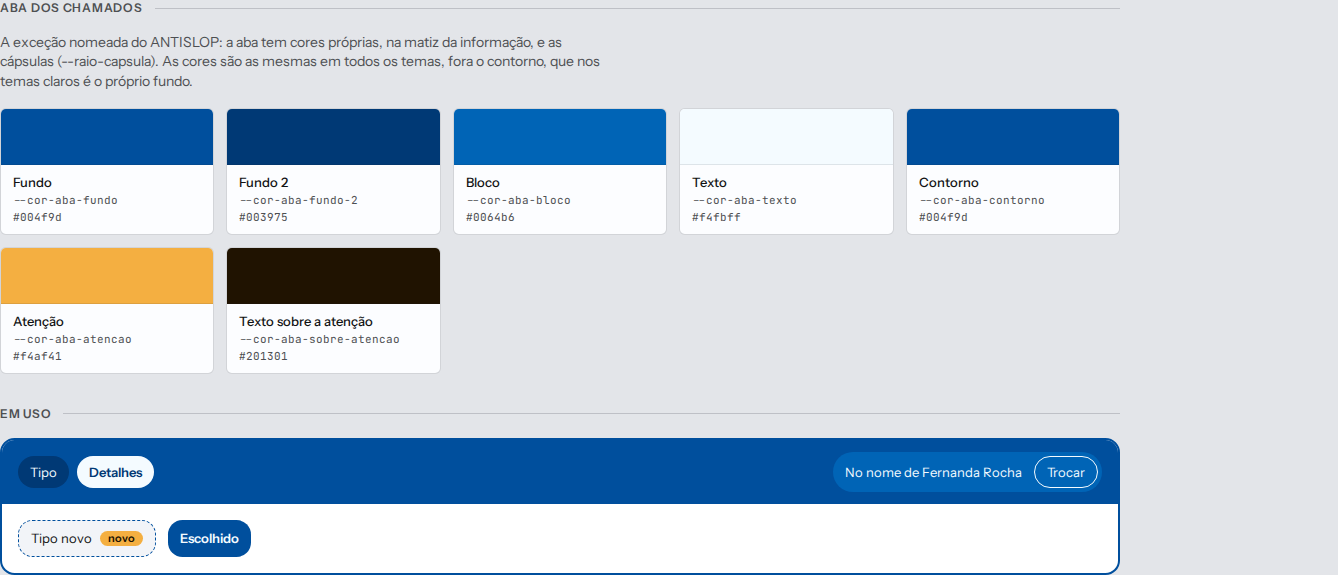 ABA DOS CHAMADOS
A exceção nomeada do ANTISLOP: a aba tem cores próprias, na matiz da informação, e as
cápsulas (--raio-capsula). As cores são as mesmas em todos os temas, fora o contorno, que nos
temas claros é o próprio fundo.
Fundo
--cor-aba-fundo
#004f9d
Fundo 2
--cor-aba-fundo-2
#003975
Bloco
--cor-aba-bloco
#0064b6
Texto
--cor-aba-texto
#f4fbff
Contorno
--cor-aba-contorno
#004f9d
Atenção
--cor-aba-atencao
#f4af41
Texto sobre a atenção
--cor-aba-sobre-atencao
#201301
EM USO
Tipo
Detalhes
No nome de Fernanda Rocha
Trocar
Tipo novo
novo
Escolhido